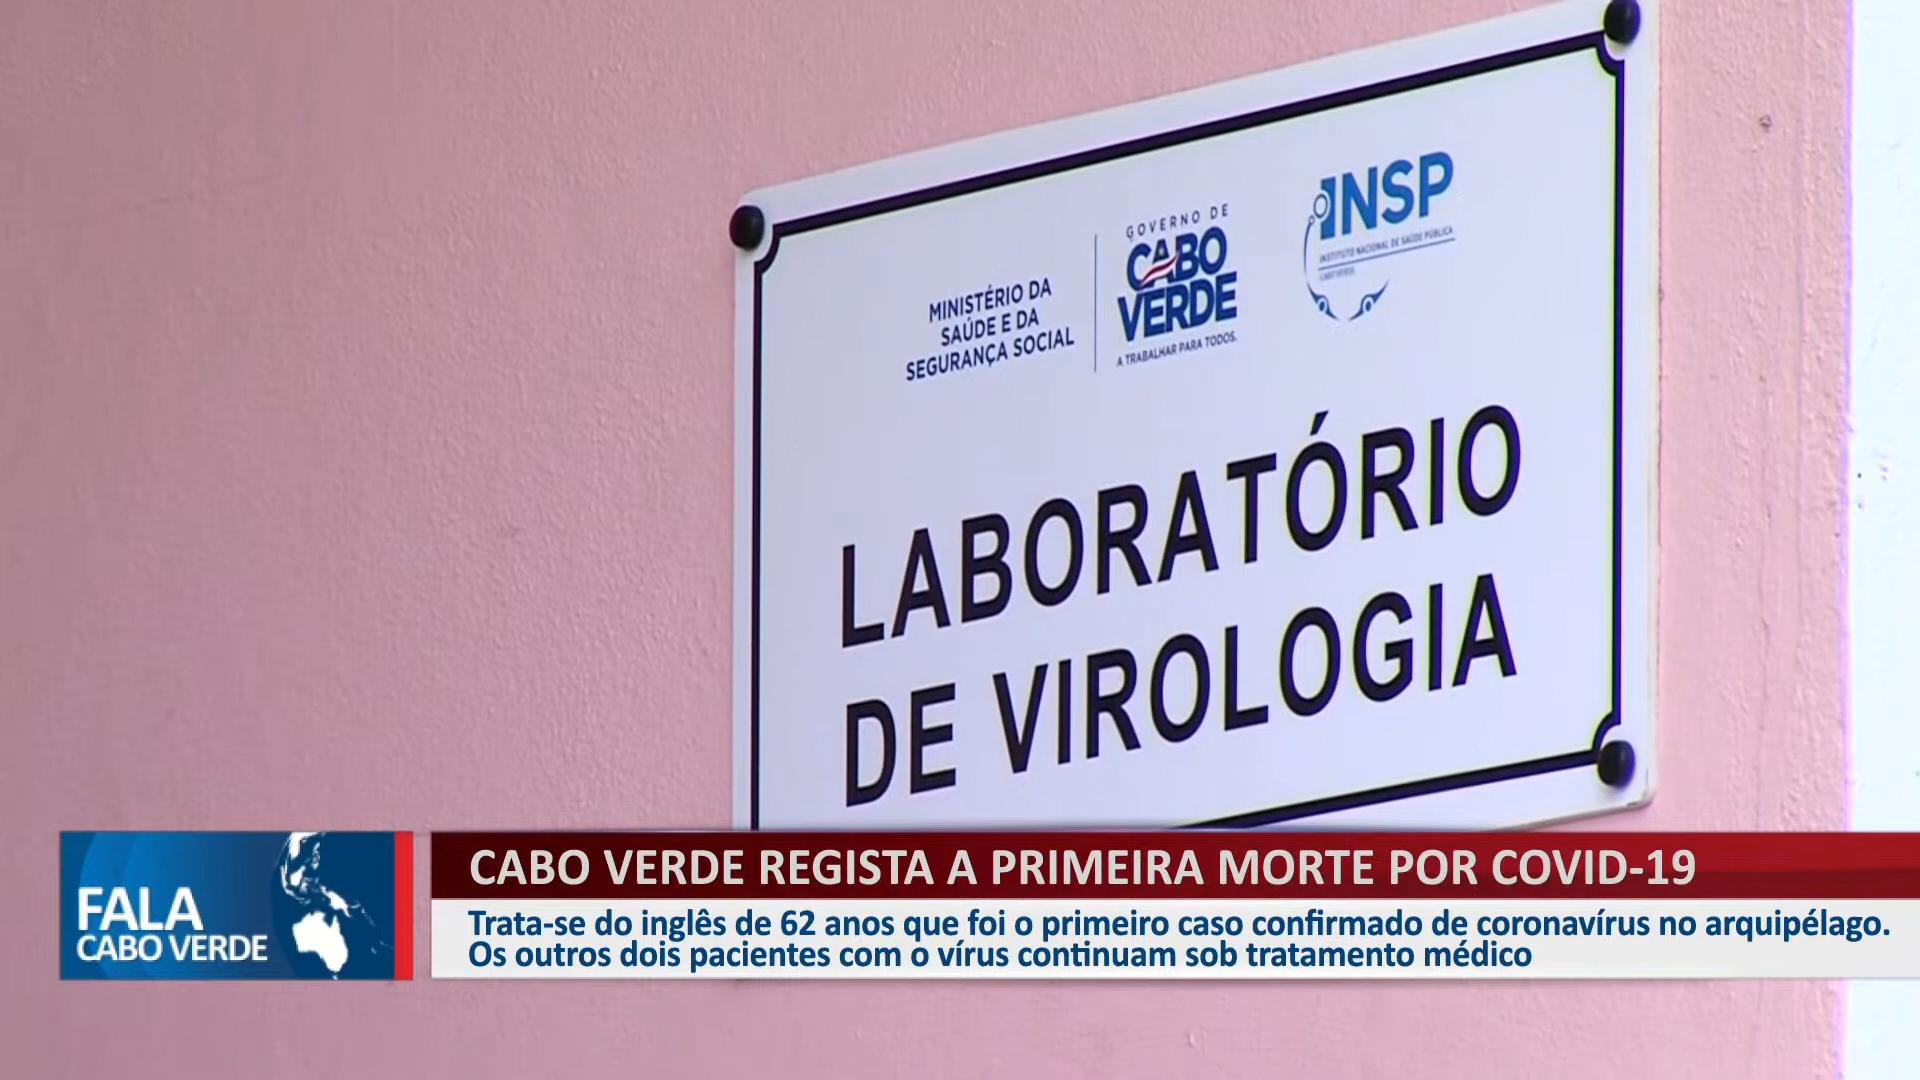 MINISTÉRIO DA
SAÚDE E DA
SEGURANÇA SOCIAL
GOVERNO DE
CABO
VERDE
A TRABALHAR PARA TODOS.
INSP
INSTITUTO NACIONAL DE SAÚDE PÚBLICA
CABO VERDE
LABORATÓRIO
DE VIROLOGIA
FALA
CABO VERDE
CABO VERDE REGISTA A PRIMEIRA MORTE POR COVID-19
Trata-se do inglês de 62 anos que foi o primeiro caso confirmado de coronavírus no arquipélago.
Os outros dois pacientes com o vírus continuam sob tratamento médico